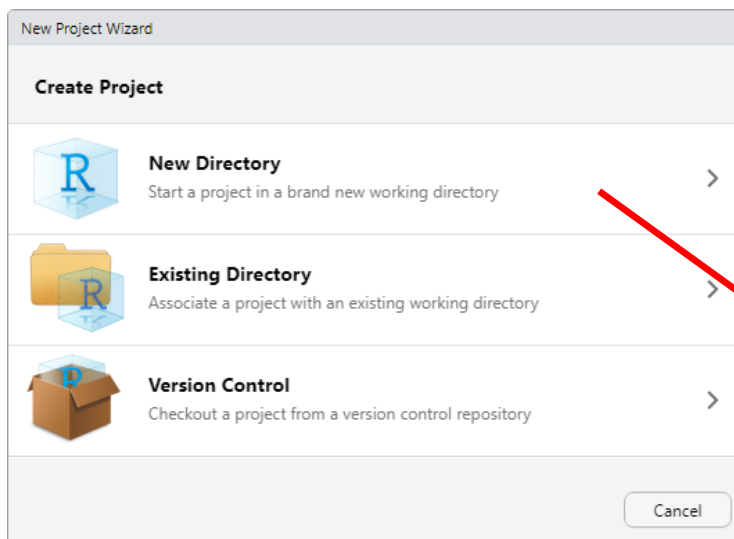 New Project Wizard
Create Project
New Directory
Start a project in a brand new working directory
Existing Directory
Associate a project with an existing working directory
Version Control
Checkout a project from a version control repository
Cancel